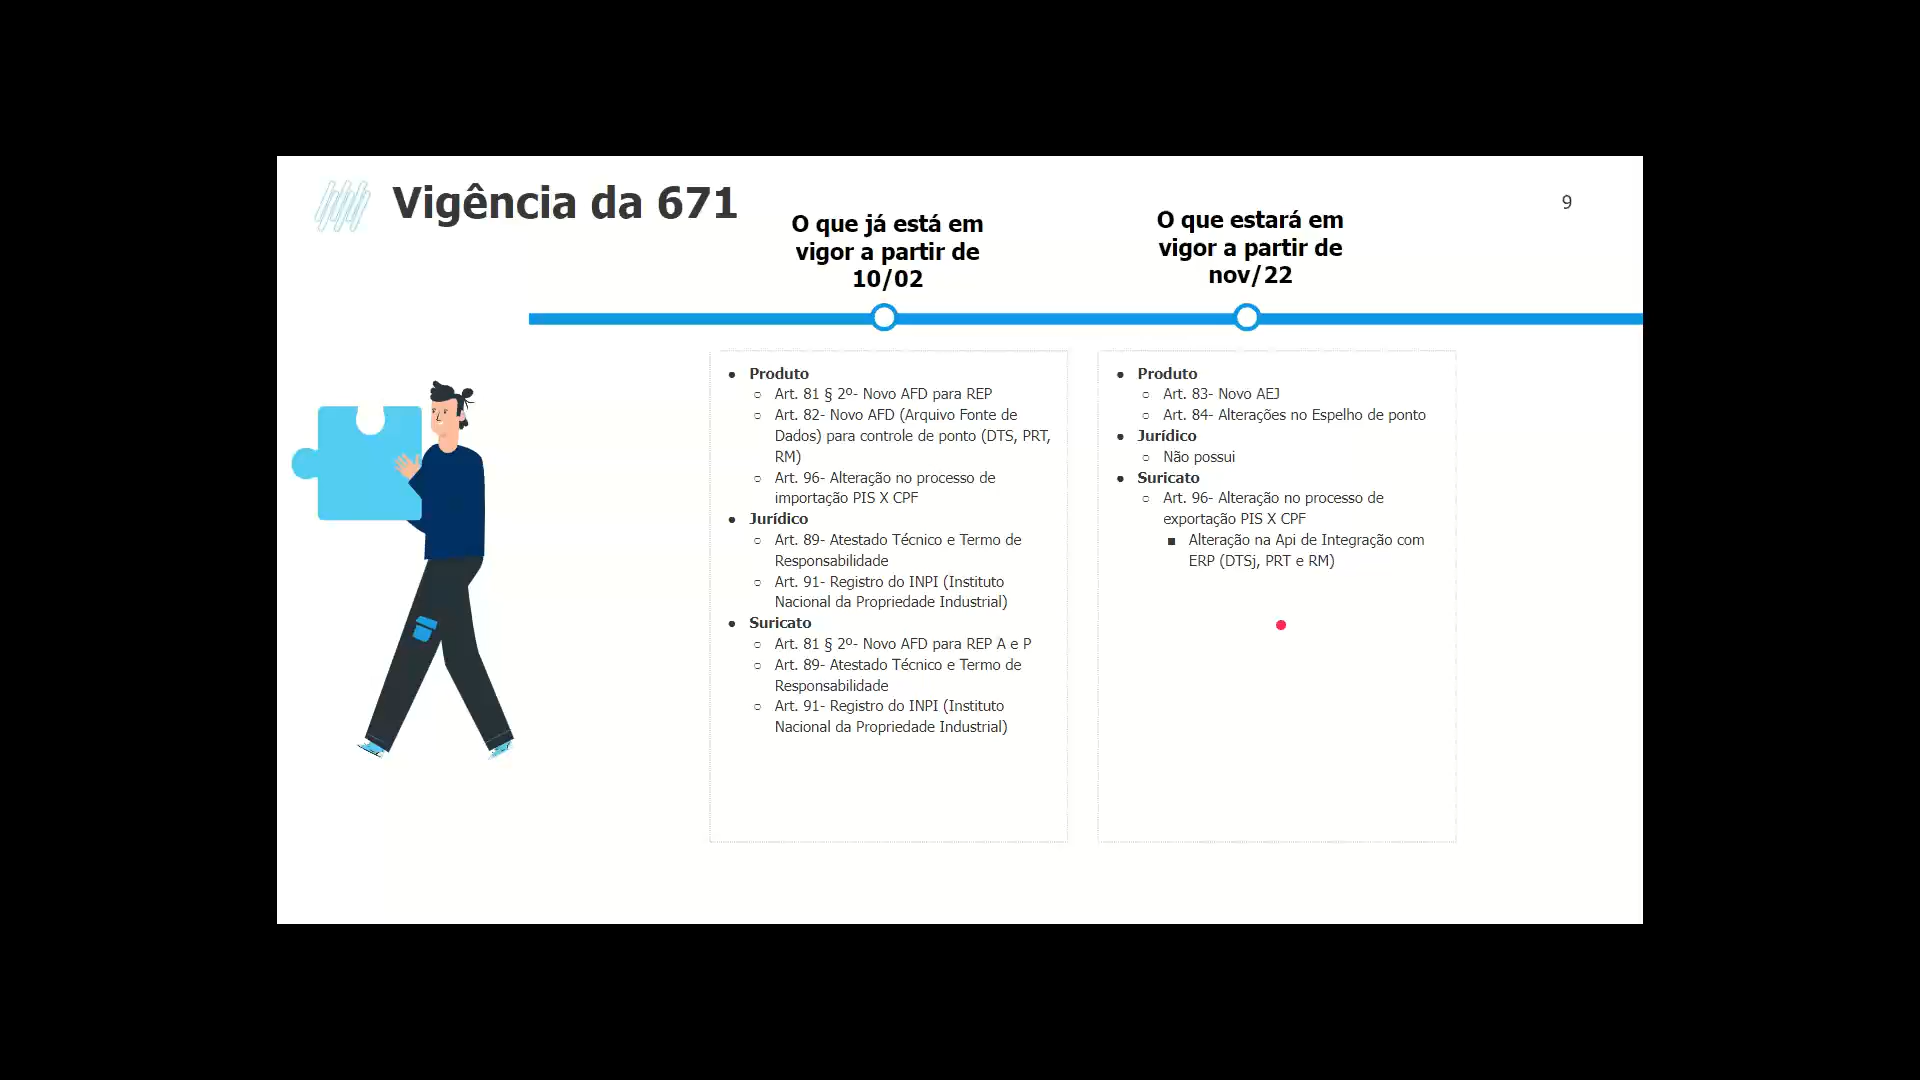 Vigência da 671
9
O que já está em
vigor a partir de
10/02
O que estará em
vigor a partir de
nov/22
● Produto
○ Art. 81 § 2º- Novo AFD para REP
○ Art. 82- Novo AFD (Arquivo Fonte de
Dados) para controle de ponto (DTS, PRT,
RM)
○ Art. 96- Alteração no processo de
importação PIS X CPF
● Jurídico
○ Art. 89- Atestado Técnico e Termo de
Responsabilidade
○ Art. 91- Registro do INPI (Instituto
Nacional da Propriedade Industrial)
● Suricato
○ Art. 81 § 2º- Novo AFD para REP A e P
○ Art. 89- Atestado Técnico e Termo de
Responsabilidade
○ Art. 91- Registro do INPI (Instituto
Nacional da Propriedade Industrial)
● Produto
○ Art. 83- Novo AEJ
○ Art. 84- Alterações no Espelho de ponto
● Jurídico
○ Não possui
● Suricato
○ Art. 96- Alteração no processo de
exportação PIS X CPF
■ Alteração na Api de Integração com
ERP (DTSj, PRT e RM)